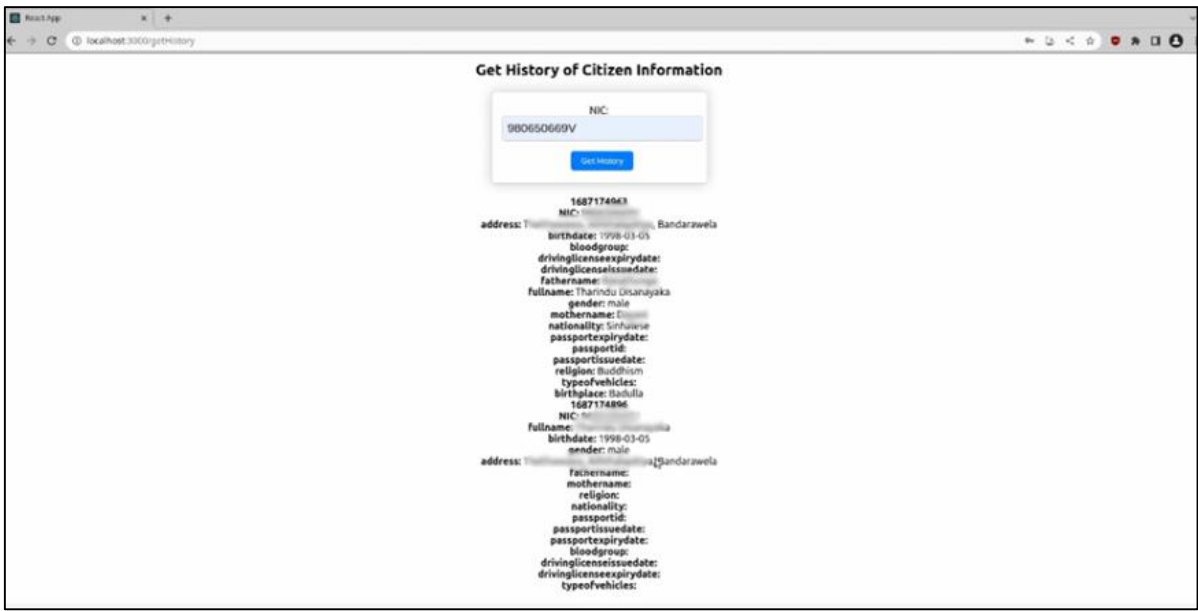 React App
localhost:3000/getHistory
Get History of Citizen Information
NIC:
980650669V
Get History
1687174963
NIC:
address: , Bandarawela
birthdate: 1998-03-05
bloodgroup:
drivinglicenseexpirydate:
drivinglicenseissuedate:
fathername:
fullname: Tharindu Disanayaka
gender: male
mothername:
nationality: Sinhalese
passportexpirydate:
passportid:
passportissuedate:
religion: Buddhism
typeofvehicles:
birthplace: Badulla
1687174896
NIC:
fullname:
birthdate: 1998-03-05
gender: male
address: Bandarawela
fathername:
mothername:
religion:
nationality:
passportid:
passportissuedate:
passportexpirydate:
bloodgroup:
drivinglicenseissuedate:
drivinglicenseexpirydate:
typeofvehicles: